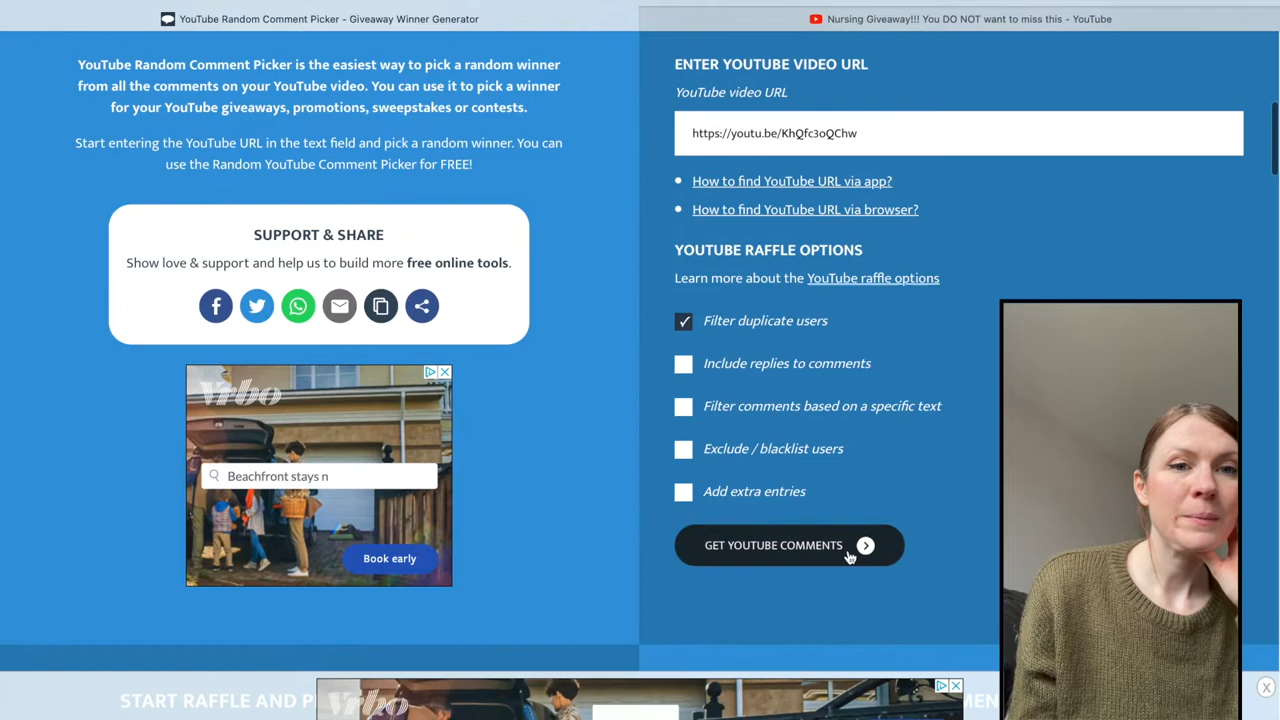 YouTube Random Comment Picker - Giveaway Winner Generator
Nursing Giveaway!!! You DO NOT want to miss this - YouTube
YouTube Random Comment Picker is the easiest way to pick a random winner
from all the comments on your YouTube video. You can use it to pick a winner
for your YouTube giveaways, promotions, sweepstakes or contests.
Start entering the YouTube URL in the text field and pick a random winner. You can
use the Random YouTube Comment Picker for FREE!
SUPPORT & SHARE
Show love & support and help us to build more free online tools.
Vrbo
Beachfront stays n
Book early
ENTER YOUTUBE VIDEO URL
YouTube video URL
https://youtu.be/KhQfc3oQChw
How to find YouTube URL via app?
How to find YouTube URL via browser?
YOUTUBE RAFFLE OPTIONS
Learn more about the YouTube raffle options
Filter duplicate users
Include replies to comments
Filter comments based on a specific text
Exclude / blacklist users
Add extra entries
GET YOUTUBE COMMENTS
START RAFFLE AND
Vrbo